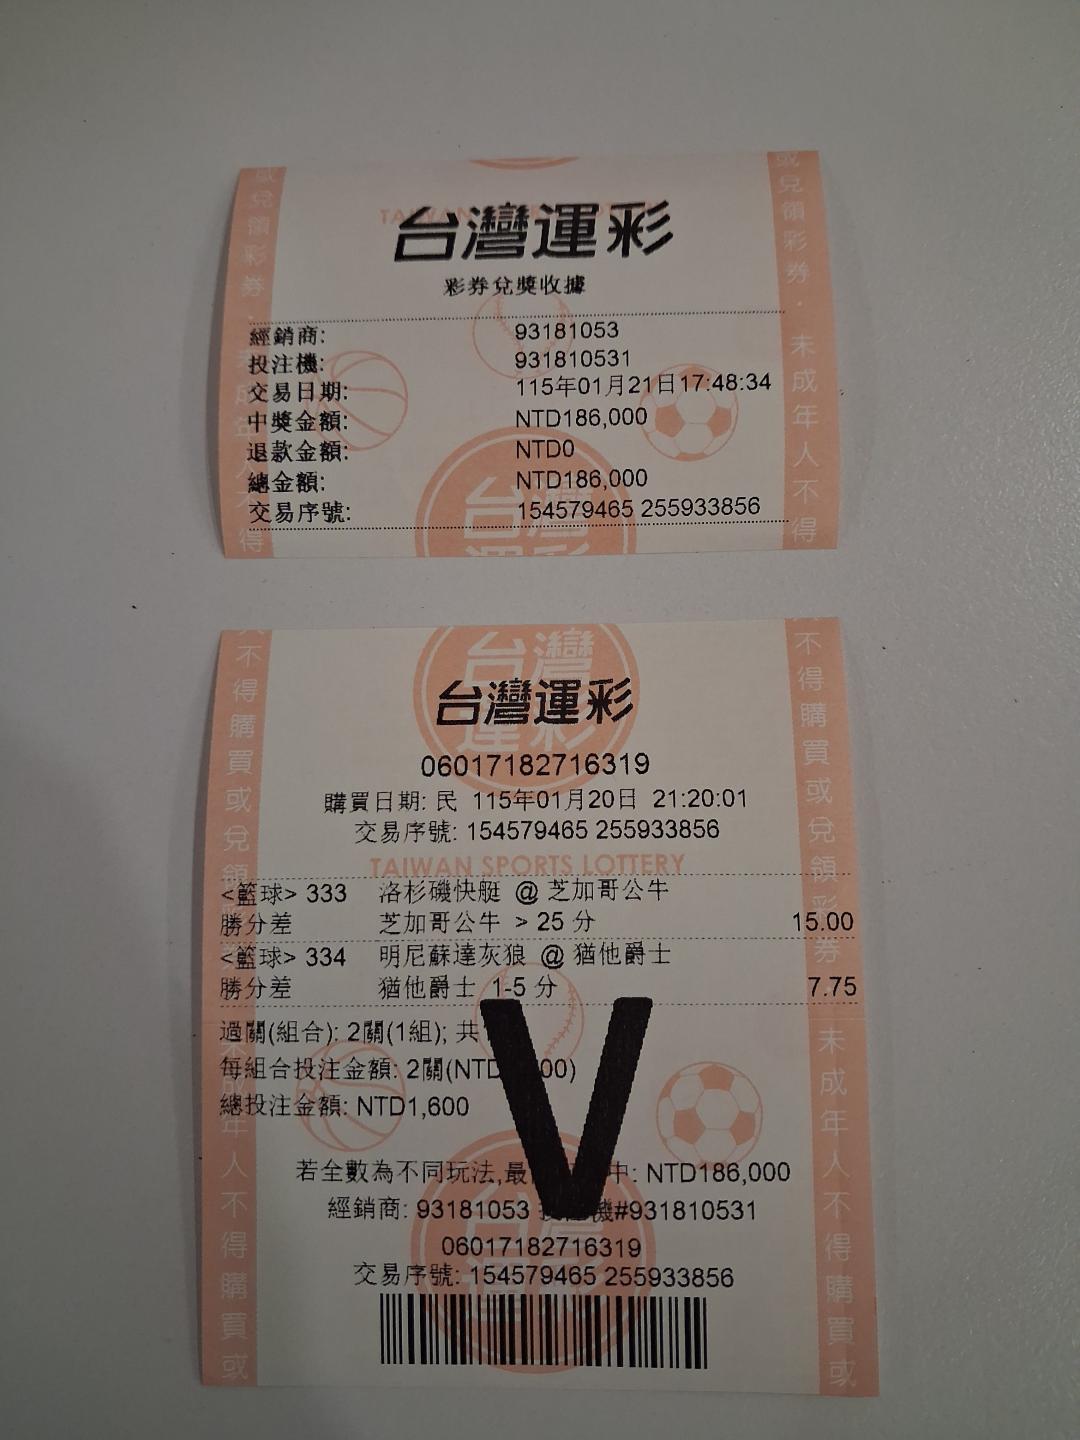 台灣運彩
彩券兌獎收據
經銷商: 93181053
投注機: 931810531
交易日期: 115年01月21日17:48:34
中獎金額: NTD186,000
退款金額: NTD0
總金額: NTD186,000
交易序號: 154579465 255933856
台灣運彩
06017182716319
購買日期: 民 115年01月20日 21:20:01
交易序號: 154579465 255933856
TAIWAN SPORTS LOTTERY
<籃球> 333 洛杉磯快艇 @ 芝加哥公牛
勝分差 芝加哥公牛 > 25 分 15.00
<籃球> 334 明尼蘇達灰狼 @ 猶他爵士
勝分差 猶他爵士 1-5 分 7.75
過關(組合): 2關(1組); 共
每組合投注金額: 2關(NTD 00)
總投注金額: NTD1,600
V
若全數為不同玩法,最 中: NTD186,000
經銷商: 93181053 機#931810531
06017182716319
交易序號: 154579465 255933856